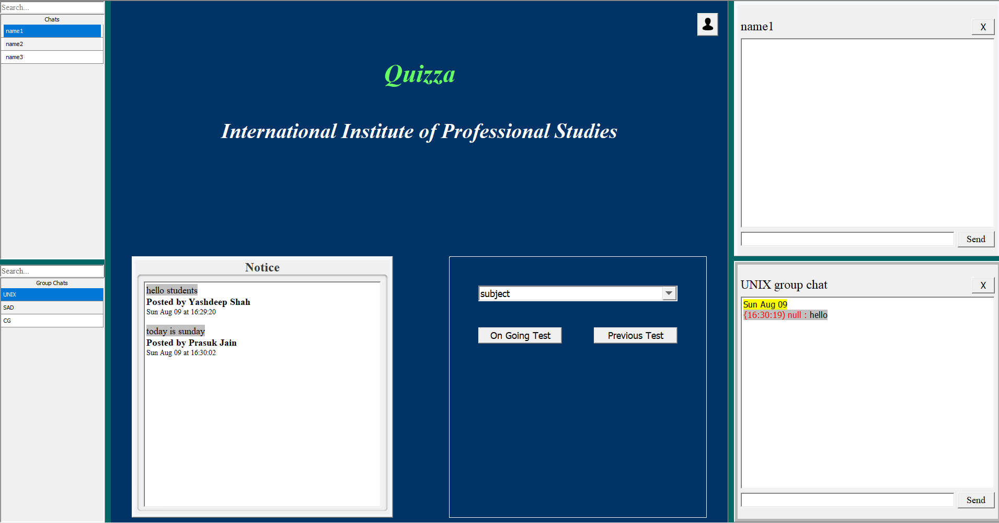 Search...
Chats
name1
name2
name3
Search...
Group Chats
UNIX
SAD
CG
Quizza
International Institute of Professional Studies
Notice
hello students
Posted by Yashdeep Shah
Sun Aug 09 at 16:29:20
today is sunday
Posted by Prasuk Jain
Sun Aug 09 at 16:30:02
subject
On Going Test
Previous Test
name1
X
Send
UNIX group chat
X
Sun Aug 09
{16:30:19) null : hello
Send